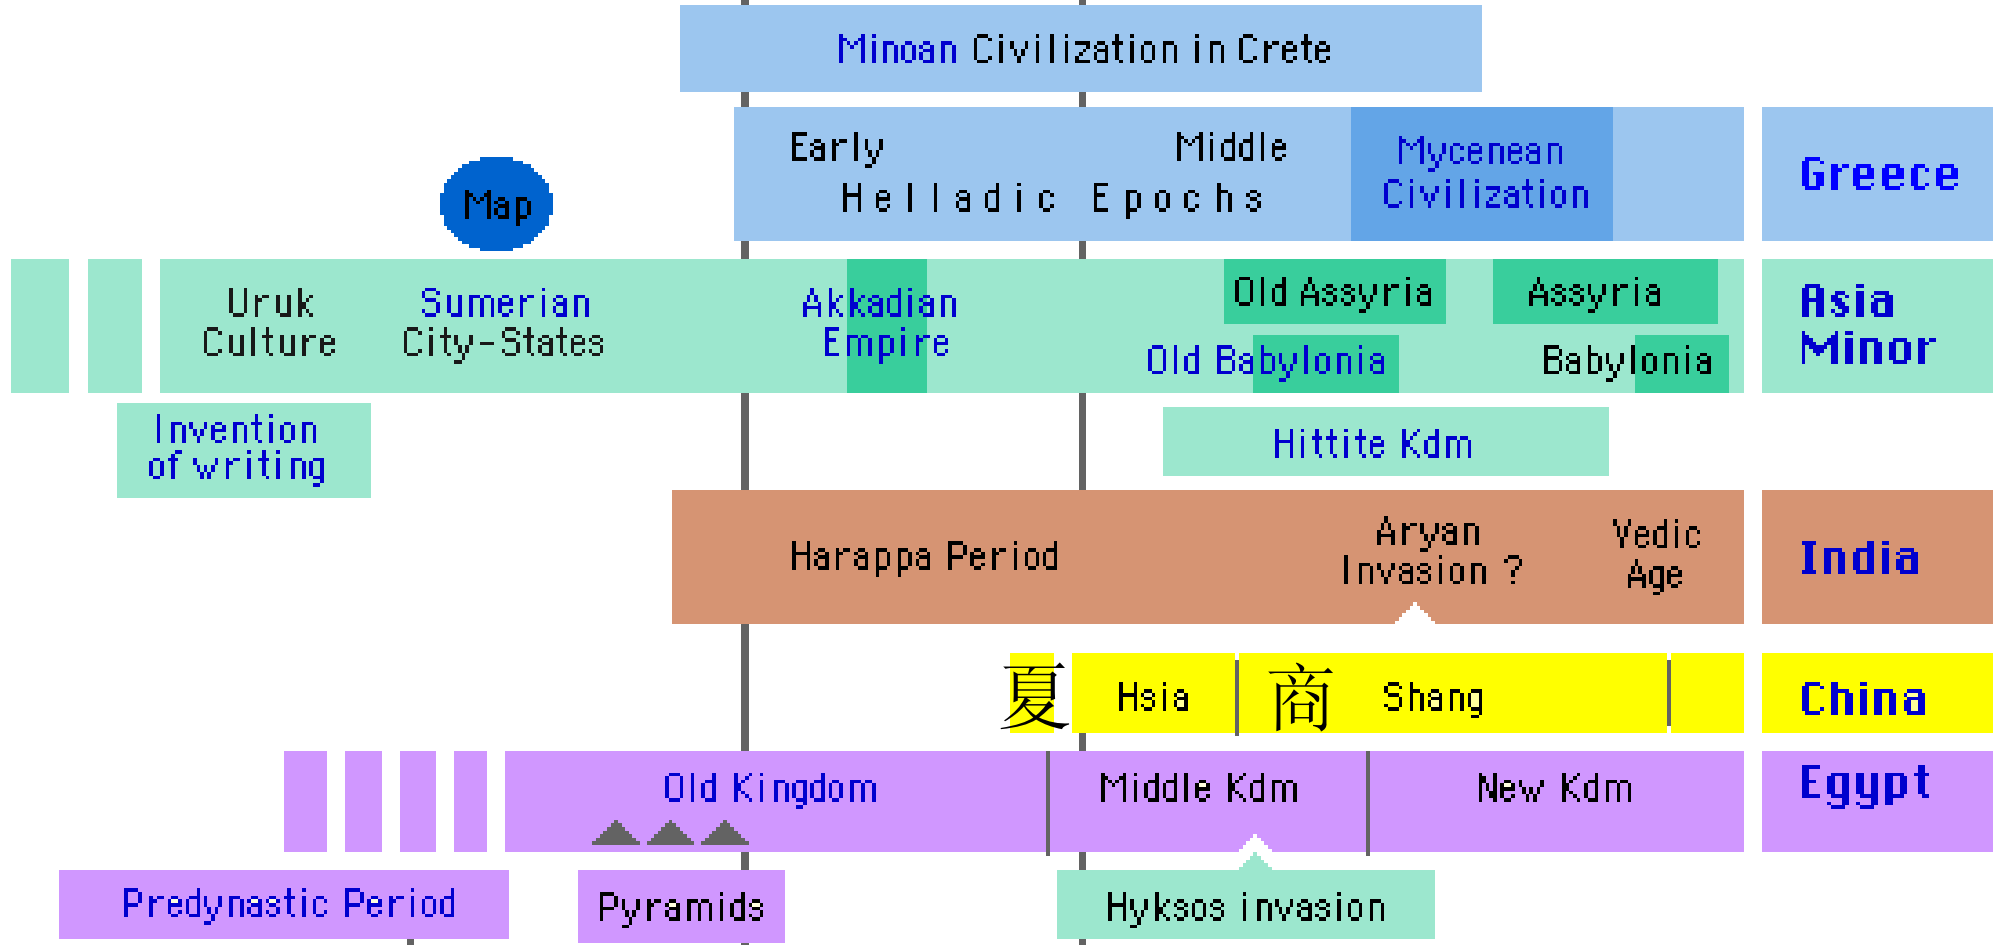 Minoan Civilization in Crete
Early
Middle
Helladic Epochs
Mycenean
Civilization
Greece
Map
Uruk
Culture
Sumerian
City-States
Akkadian
Empire
Old Assyria
Assyria
Old Babylonia
Babylonia
Asia
Minor
Invention
of writing
Hittite Kdm
Harappa Period
Aryan
Invasion ?
Vedic
Age
India
夏
Hsia
商
Shang
China
Old Kingdom
Middle Kdm
New Kdm
Egypt
Predynastic Period
Pyramids
Hyksos invasion